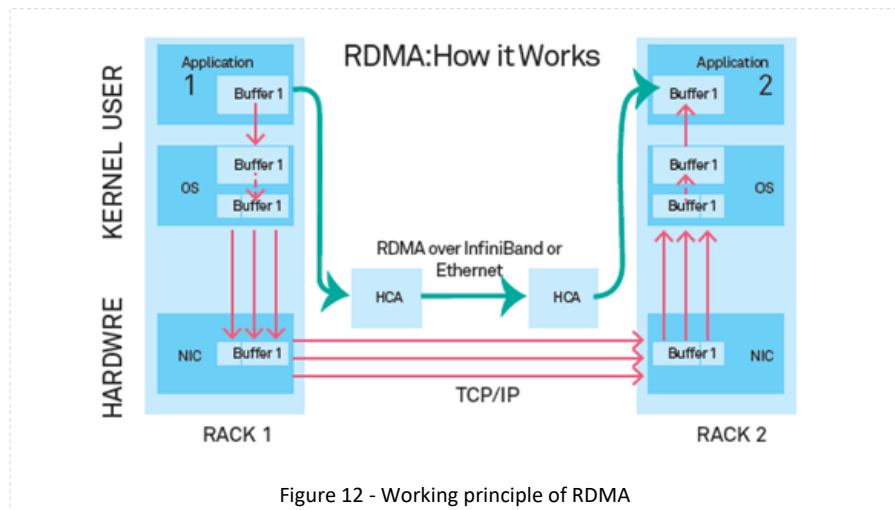 RDMA:How it Works
HARDWRE KERNEL USER
Application
1
Buffer 1
OS
Buffer 1
Buffer 1
NIC
Buffer 1
RACK 1
RDMA over InfiniBand or
Ethernet
HCA
HCA
TCP/IP
Application
2
Buffer 1
Buffer 1
OS
Buffer 1
Buffer 1
NIC
RACK 2
Figure 12 - Working principle of RDMA